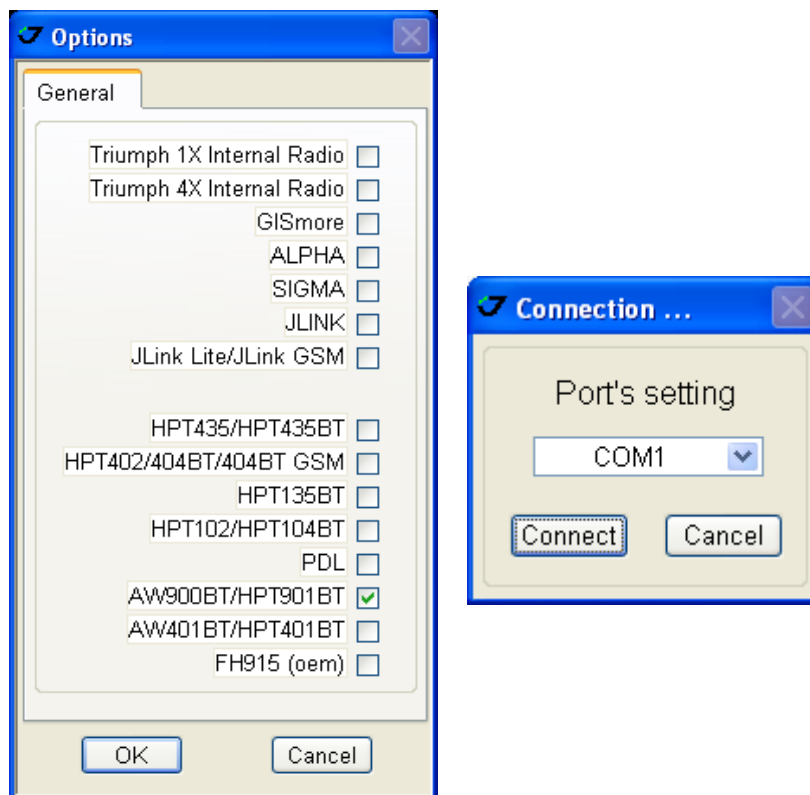 Options
General
Triumph 1X Internal Radio
Triumph 4X Internal Radio
GISmore
ALPHA
SIGMA
JLINK
JLink Lite/JLink GSM
HPT435/HPT435BT
HPT402/404BT/404BT GSM
HPT135BT
HPT102/HPT104BT
PDL
AW900BT/HPT901BT
AW401BT/HPT401BT
FH915 (oem)
OK Cancel
Connection ...
Port's setting
COM1
Connect Cancel